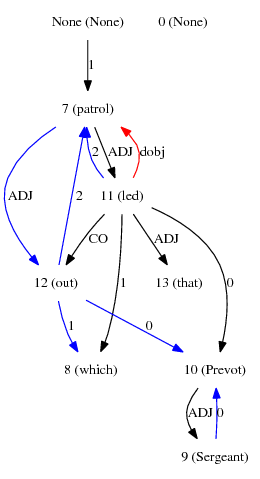 None (None) 0 (None)
1
7 (patrol)
2 ADJ dobj
ADJ 2 11 (led)
CO ADJ
12 (out) 1 13 (that) 0
1 0
8 (which) 10 (Prevot)
ADJ 0
9 (Sergeant)